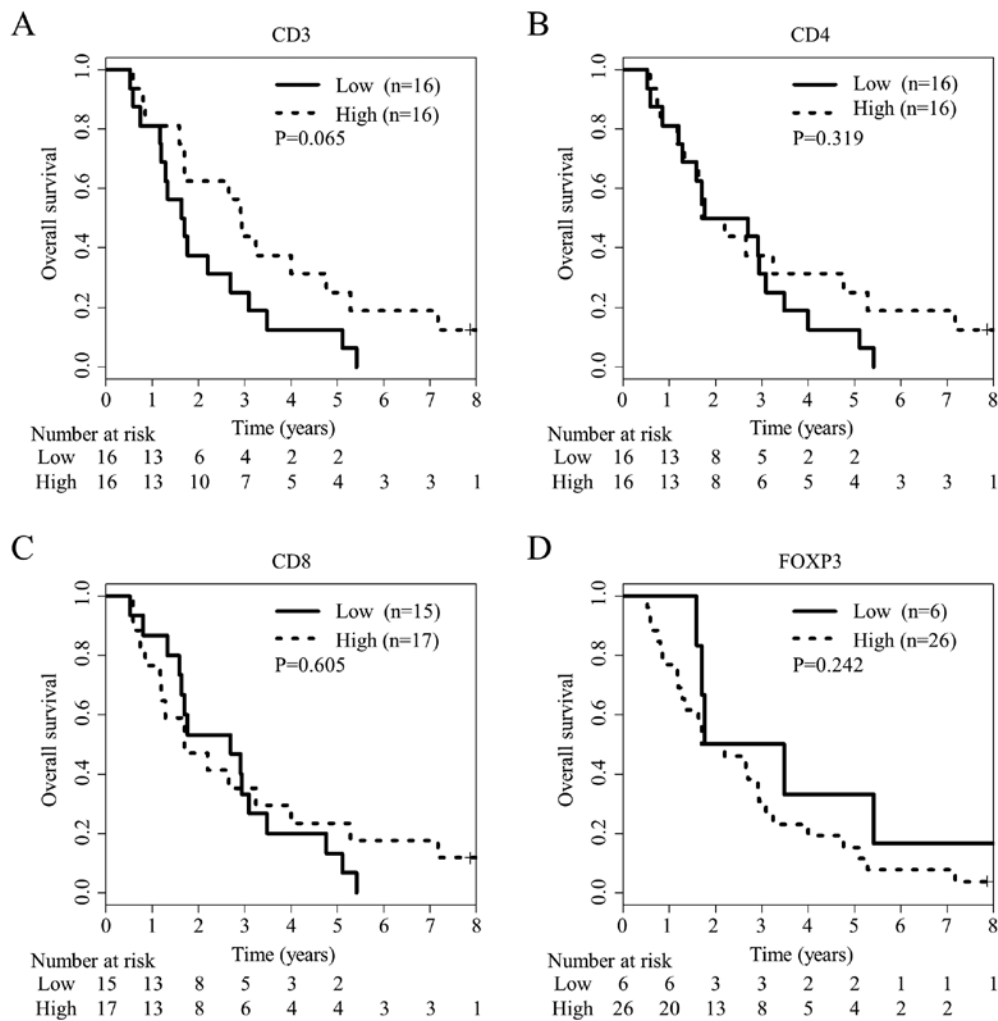 A
CD3
Low (n=16)
High (n=16)
P=0.065
Overall survival
0.0 0.2 0.4 0.6 0.8 1.0
0 1 2 3 4 5 6 7 8
Time (years)
Number at risk
Low 16 13 6 4 2 2
High 16 13 10 7 5 4 3 3 1
B
CD4
Low (n=16)
High (n=16)
P=0.319
Overall survival
0.0 0.2 0.4 0.6 0.8 1.0
0 1 2 3 4 5 6 7 8
Time (years)
Number at risk
Low 16 13 8 5 2 2
High 16 13 8 6 5 4 3 3 1
C
CD8
Low (n=15)
High (n=17)
P=0.605
Overall survival
0.0 0.2 0.4 0.6 0.8 1.0
0 1 2 3 4 5 6 7 8
Time (years)
Number at risk
Low 15 13 8 5 3 2
High 17 13 8 6 4 4 3 3 1
D
FOXP3
Low (n=6)
High (n=26)
P=0.242
Overall survival
0.0 0.2 0.4 0.6 0.8 1.0
0 1 2 3 4 5 6 7 8
Time (years)
Number at risk
Low 6 6 3 3 2 2 1 1 1
High 26 20 13 8 5 4 2 2